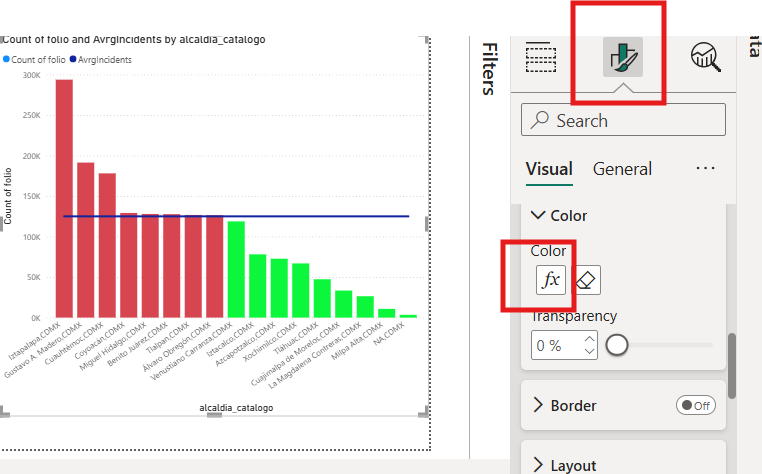 Count of folio and AvrgIncidents by alcaldia_catalogo
Count of folio AvrgIncidents
300K
250K
200K
150K
100K
50K
0K
Count of folio
Iztapalapa,CDMX
Gustavo A. Madero,CDMX
Cuauhtémoc,CDMX
Coyoacán,CDMX
Miguel Hidalgo,CDMX
Benito Juárez,CDMX
Tlalpan,CDMX
Álvaro Obregón,CDMX
Venustiano Carranza,CDMX
Iztacalco,CDMX
Azcapotzalco,CDMX
Xochimilco,CDMX
Tláhuac,CDMX
Cuajimalpa de Morelos,CDMX
La Magdalena Contreras,CDMX
Milpa Alta,CDMX
NA,CDMX
alcaldia_catalogo
Filters
Search
Visual General ...
Color
Color
fx
Transparency
0 %
Border Off
Layout
ta